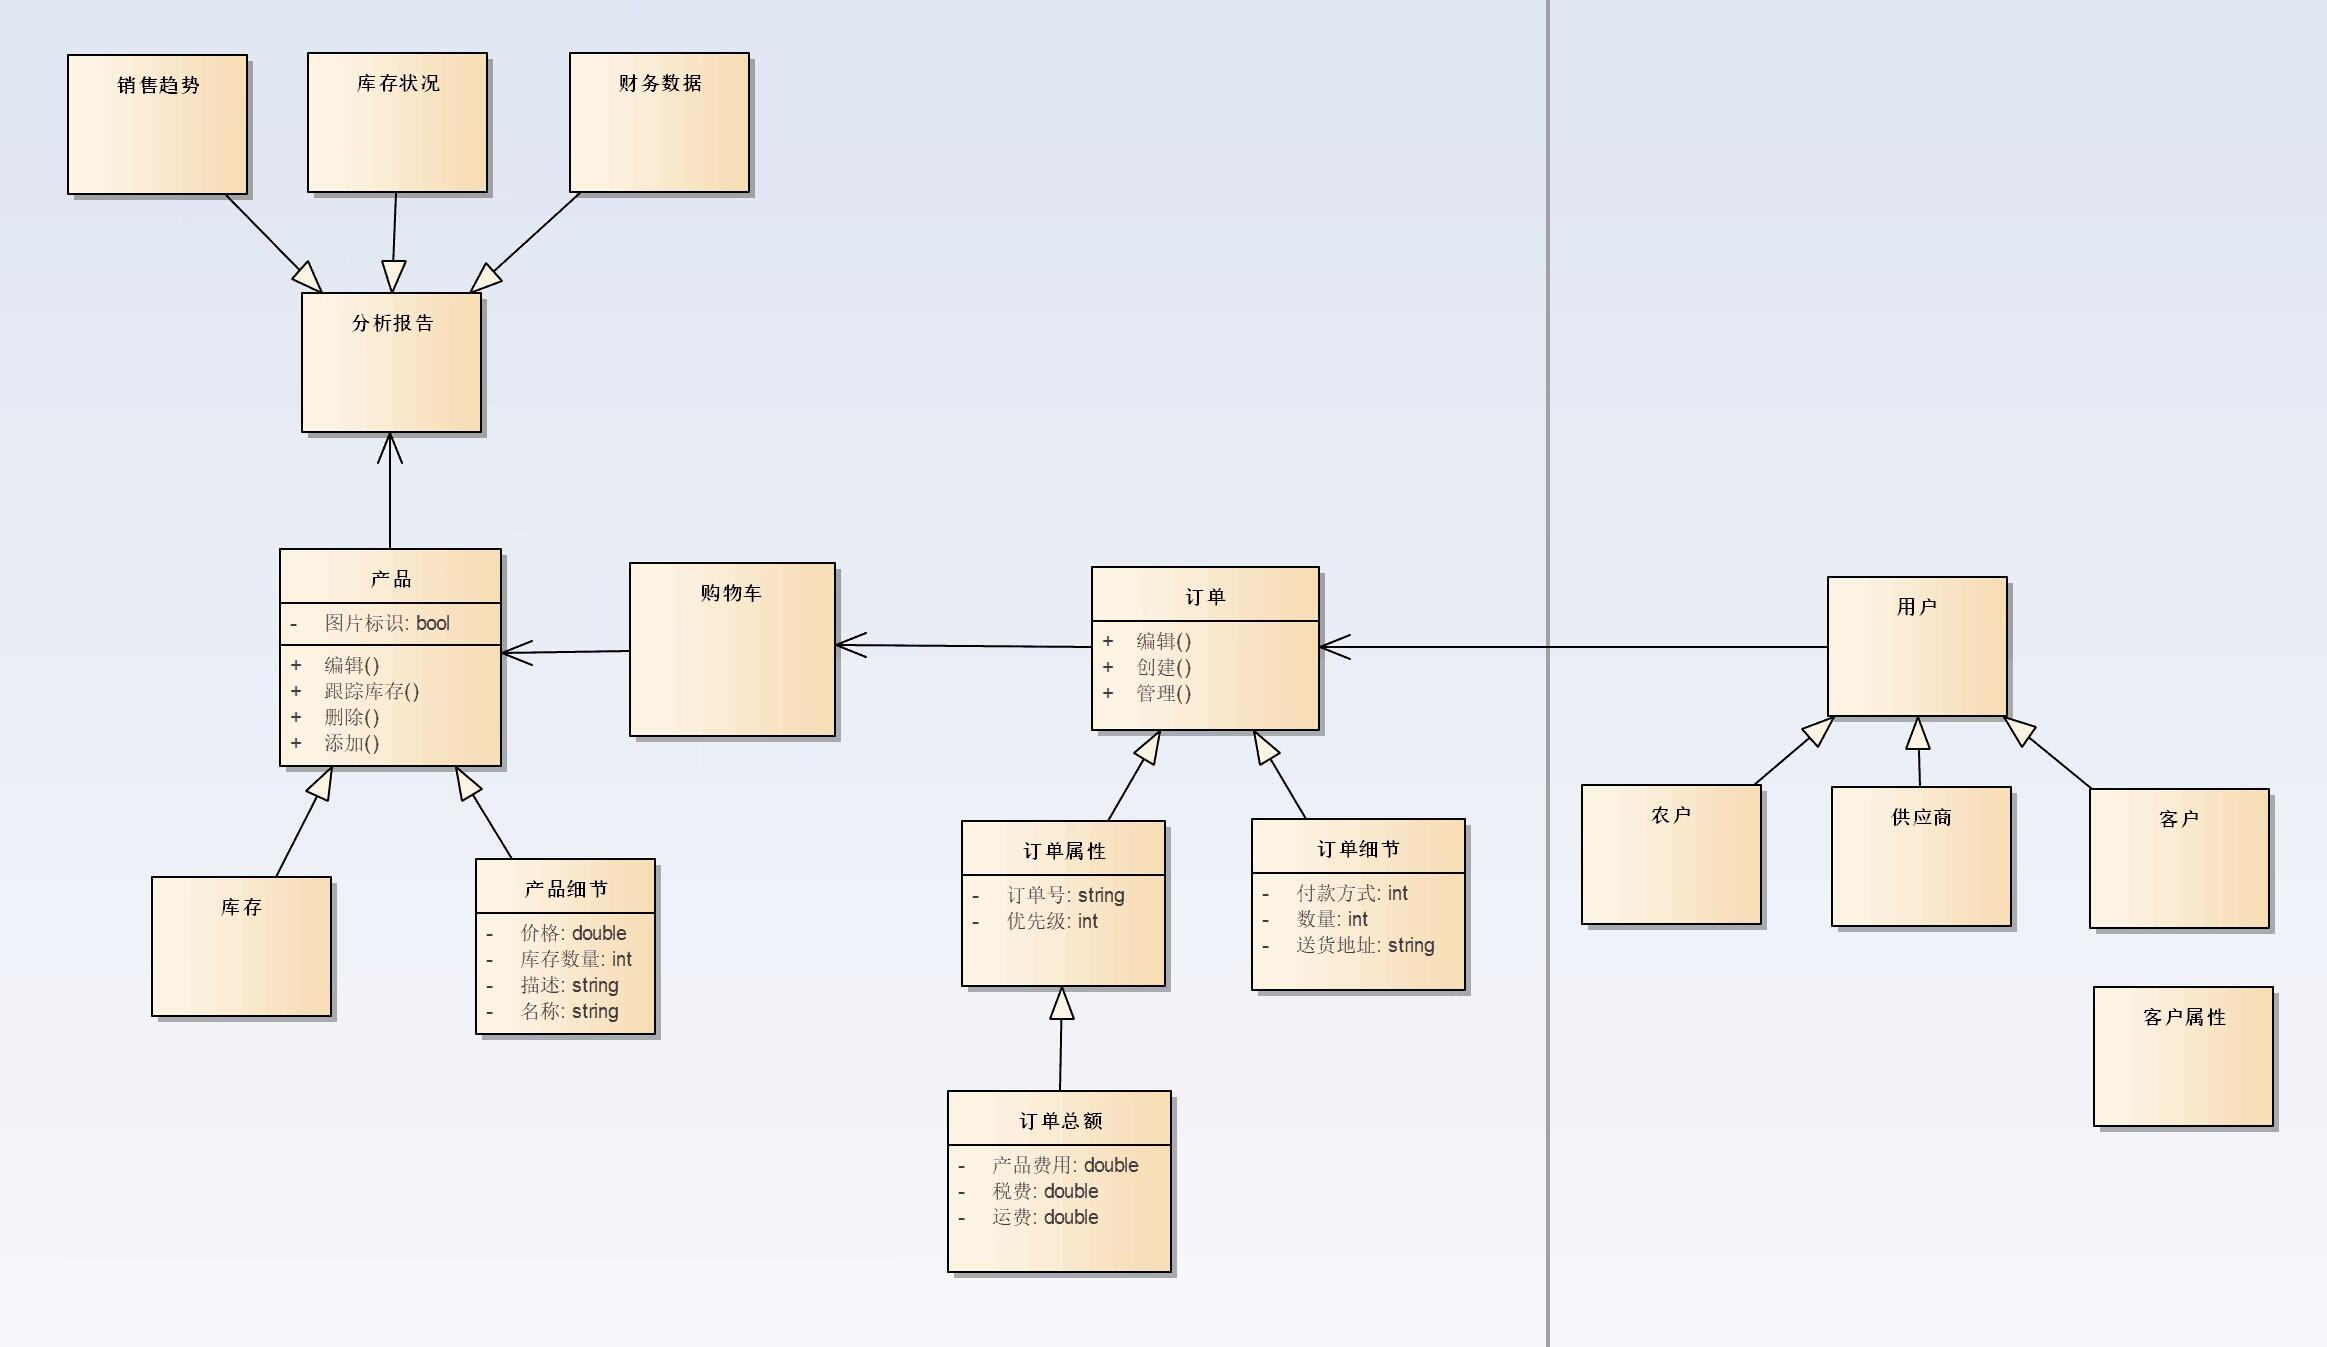 销售趋势
库存状况
财务数据
分析报告
产品
- 图片标识: bool
+ 编辑()
+ 跟踪库存()
+ 删除()
+ 添加()
购物车
订单
+ 编辑()
+ 创建()
+ 管理()
用户
库存
产品细节
- 价格: double
- 库存数量: int
- 描述: string
- 名称: string
订单属性
- 订单号: string
- 优先级: int
订单细节
- 付款方式: int
- 数量: int
- 送货地址: string
农户
供应商
客户
客户属性
订单总额
- 产品费用: double
- 税费: double
- 运费: double